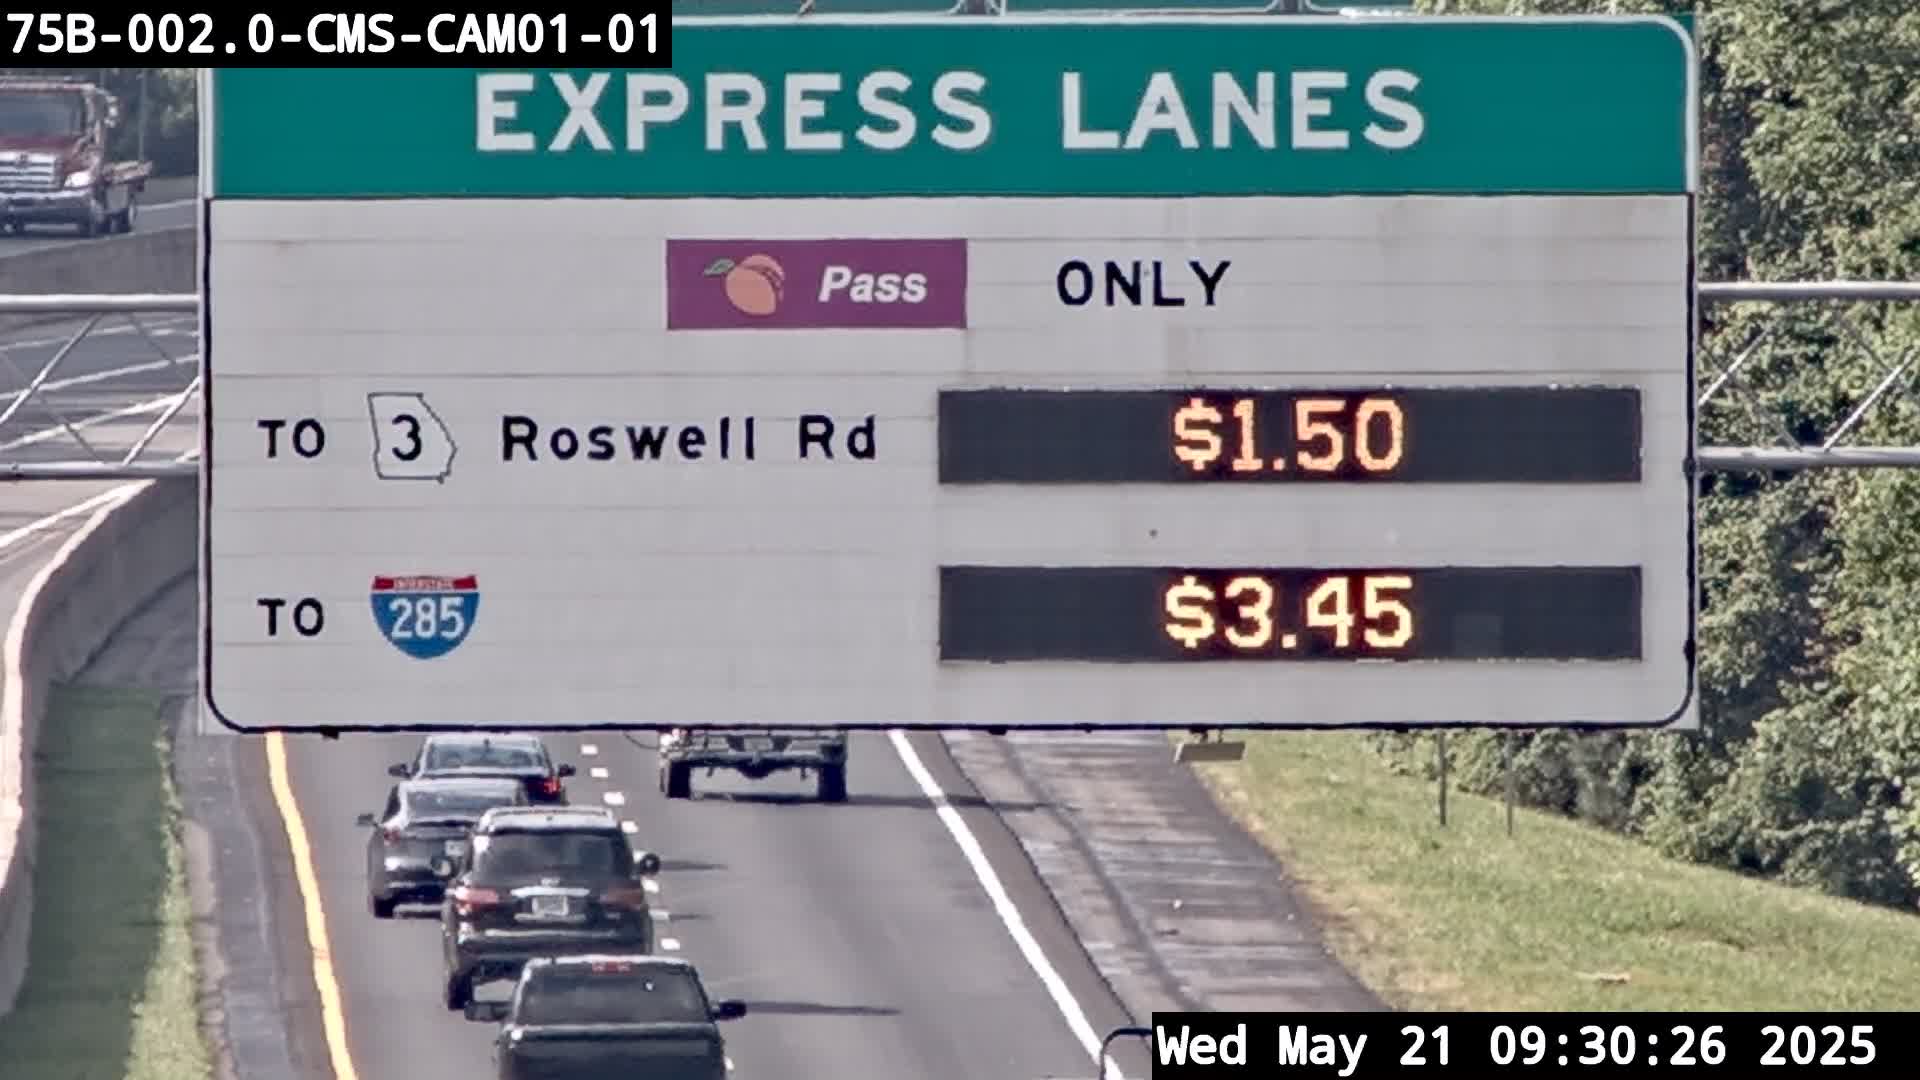 75B-002.0-CMS-CAM01-01
EXPRESS LANES
Pass ONLY
TO 3 Roswell Rd $1.50
INTERSTATE
TO 285 $3.45
Wed May 21 09:30:26 2025